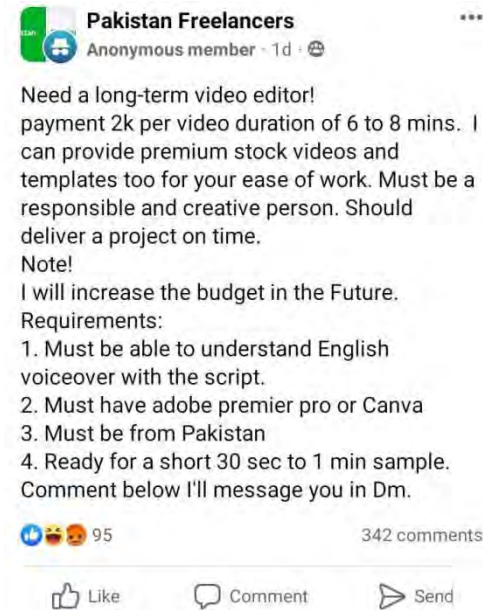 Pakistan Freelancers
Anonymous member · 1d ·
Need a long-term video editor!
payment 2k per video duration of 6 to 8 mins. I
can provide premium stock videos and
templates too for your ease of work. Must be a
responsible and creative person. Should
deliver a project on time.
Note!
I will increase the budget in the Future.
Requirements:
1. Must be able to understand English
voiceover with the script.
2. Must have adobe premier pro or Canva
3. Must be from Pakistan
4. Ready for a short 30 sec to 1 min sample.
Comment below I'll message you in Dm.
95 342 comments
Like Comment Send